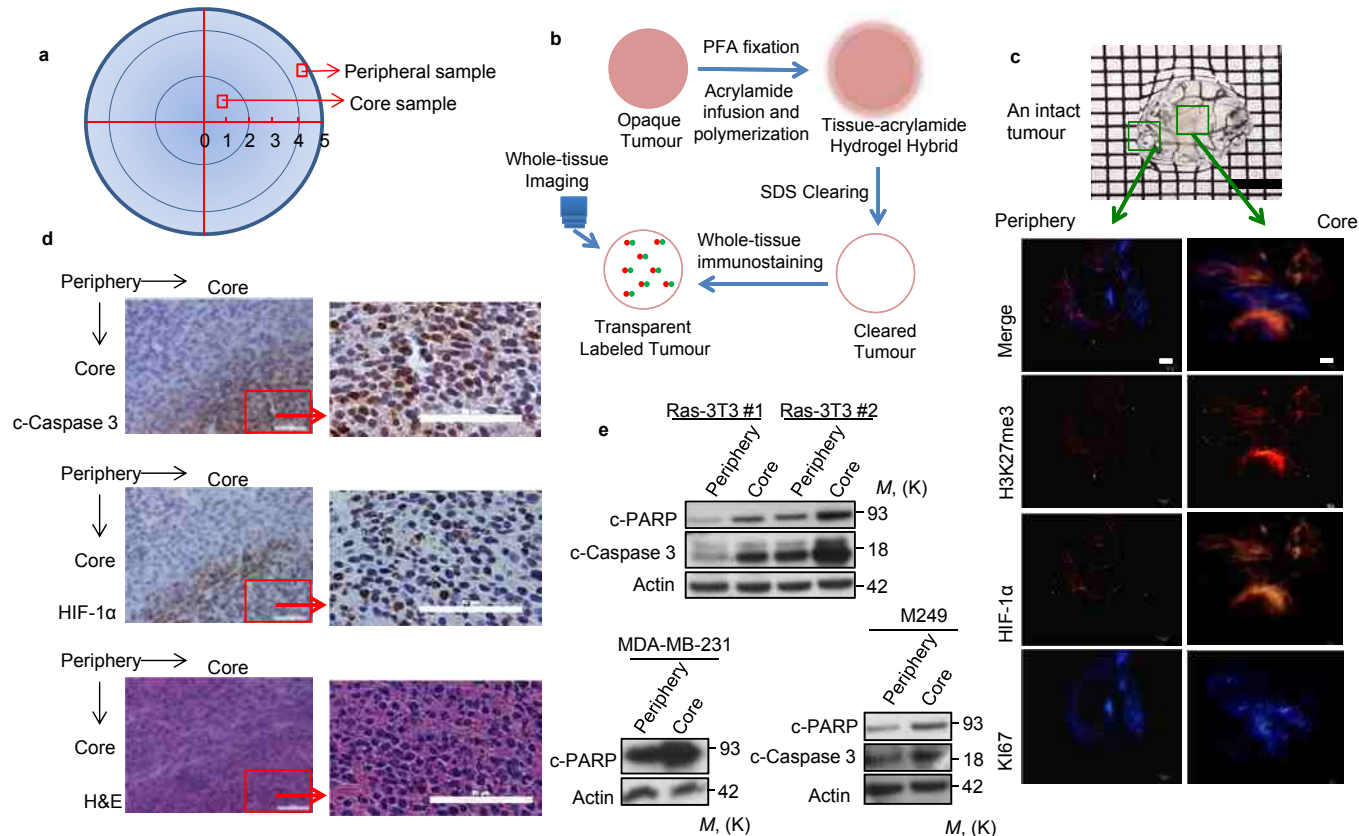 a
Peripheral sample
Core sample
0 1 2 3 4 5
b
PFA fixation
Acrylamide
infusion and
polymerization
Opaque
Tumour
Tissue-acrylamide
Hydrogel Hybrid
SDS Clearing
Whole-tissue
Imaging
Whole-tissue
immunostaining
Transparent
Labeled Tumour
Cleared
Tumour
c
An intact
tumour
Periphery
Core
Merge
H3K27me3
HIF-1α
KI67
d
Periphery
Core
Core
c-Caspase 3
Periphery
Core
Core
HIF-1α
Periphery
Core
Core
H&E
e
Ras-3T3 #1
Ras-3T3 #2
Periphery
Core
Periphery
Core
M, (K)
c-PARP
93
c-Caspase 3
18
Actin
42
MDA-MB-231
Periphery
Core
c-PARP
93
Actin
42
M, (K)
M249
Periphery
Core
c-PARP
93
c-Caspase 3
18
Actin
42
M, (K)